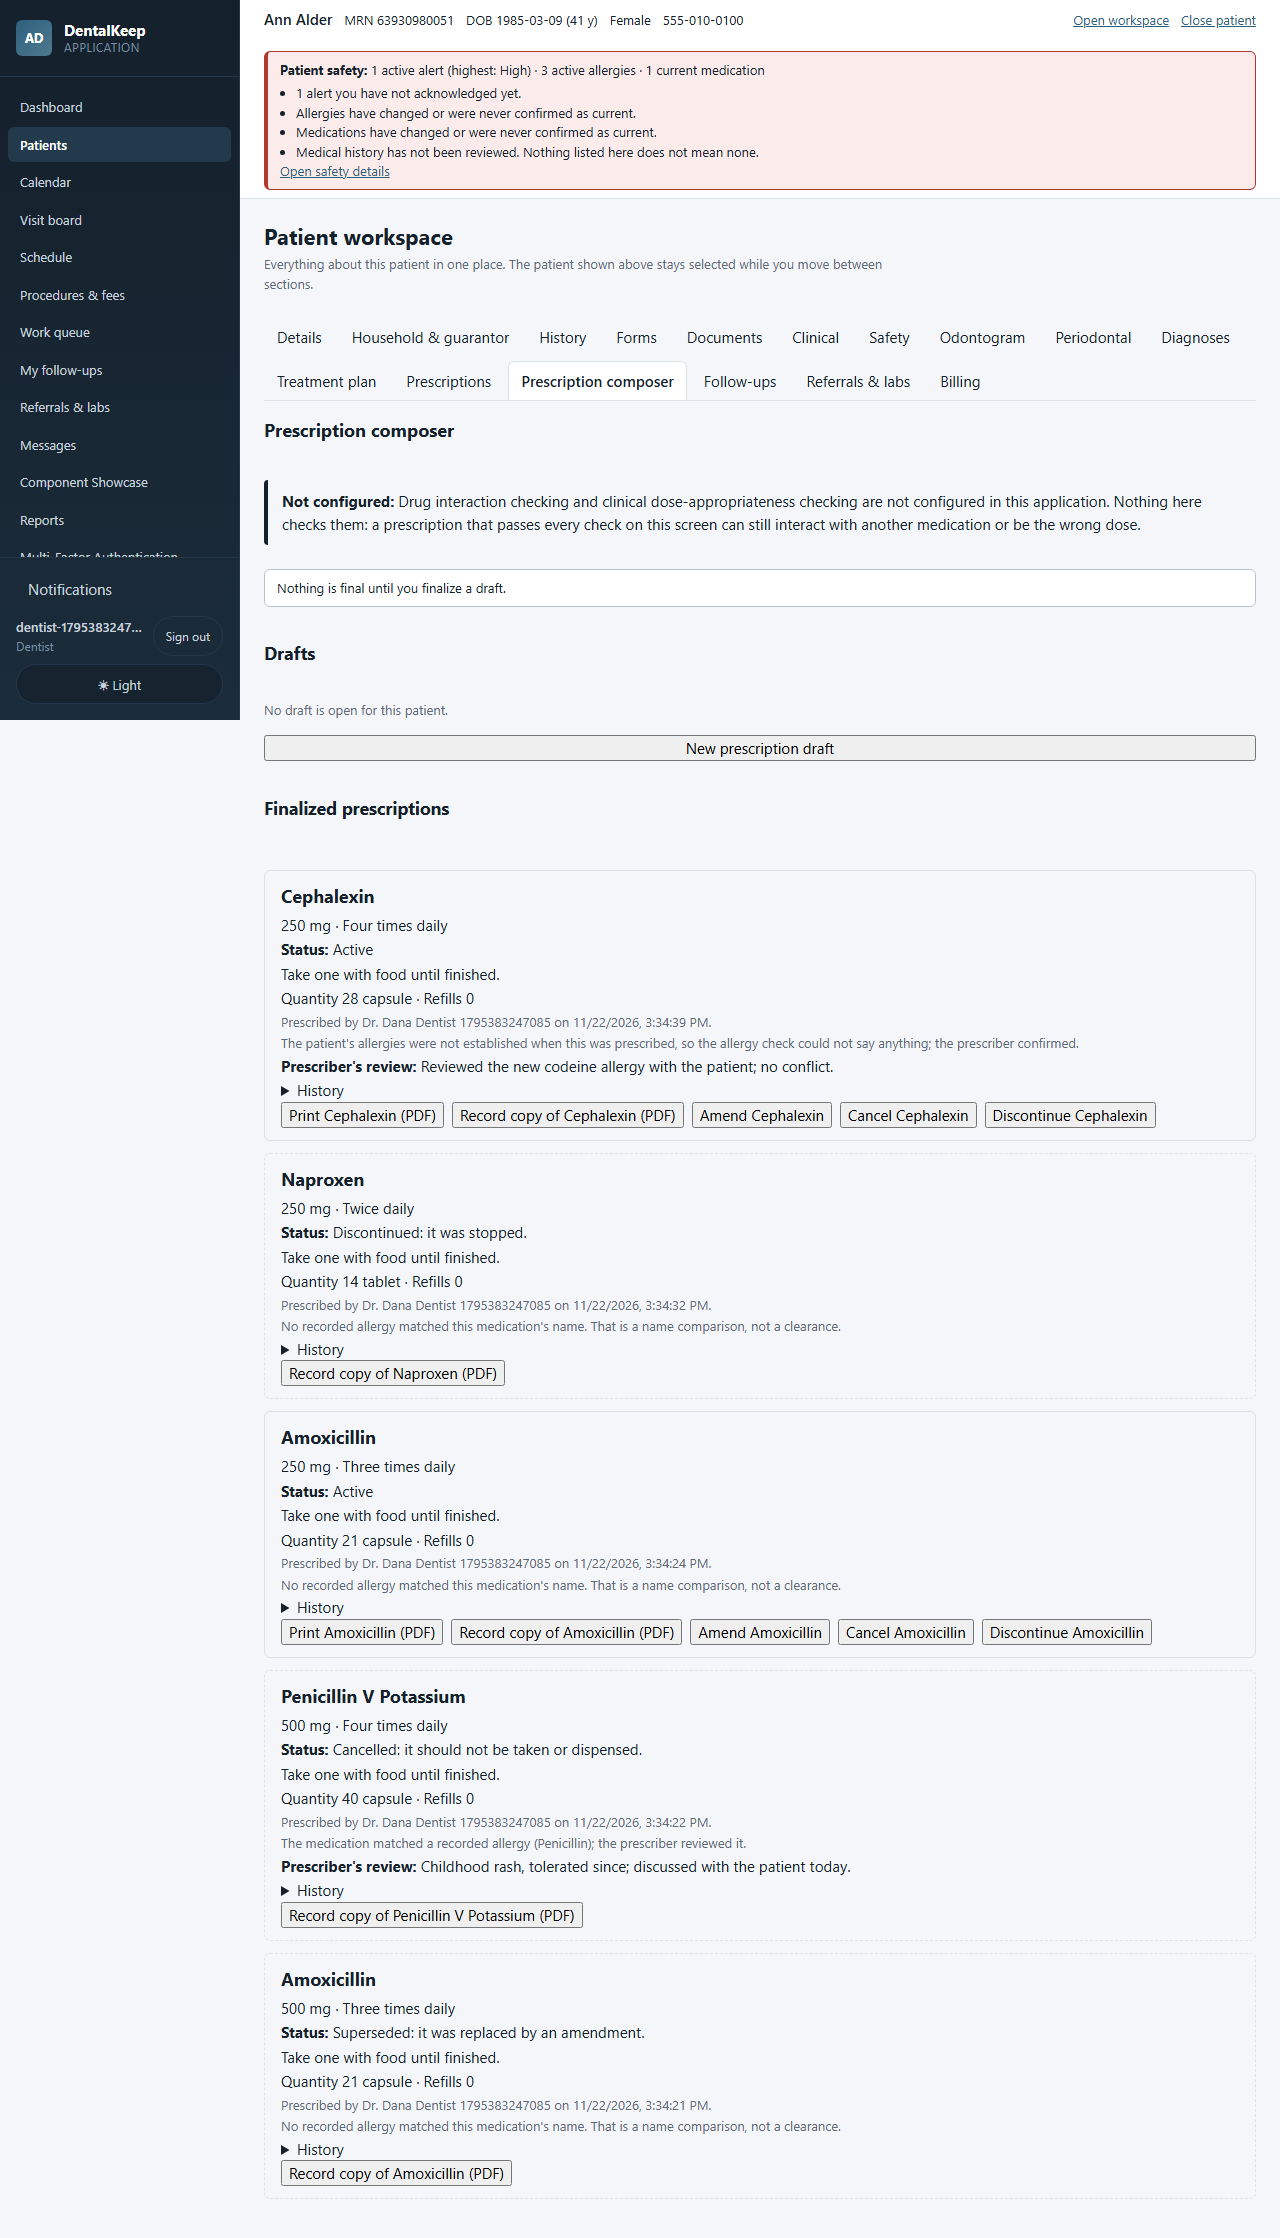 AD
DentalKeep
APPLICATION
Dashboard
Patients
Calendar
Visit board
Schedule
Procedures & fees
Work queue
My follow-ups
Referrals & labs
Messages
Component Showcase
Reports
Multi-Factor Authentication
Notifications
dentist-1795383247...
Dentist
Sign out
☀ Light
Ann Alder MRN 63930980051 DOB 1985-03-09 (41 y) Female 555-010-0100
Open workspace Close patient
Patient safety: 1 active alert (highest: High) · 3 active allergies · 1 current medication
• 1 alert you have not acknowledged yet.
• Allergies have changed or were never confirmed as current.
• Medications have changed or were never confirmed as current.
• Medical history has not been reviewed. Nothing listed here does not mean none.
Open safety details
Patient workspace
Everything about this patient in one place. The patient shown above stays selected while you move between
sections.
Details Household & guarantor History Forms Documents Clinical Safety Odontogram Periodontal Diagnoses
Treatment plan Prescriptions Prescription composer Follow-ups Referrals & labs Billing
Prescription composer
Not configured: Drug interaction checking and clinical dose-appropriateness checking are not configured in this application. Nothing here
checks them: a prescription that passes every check on this screen can still interact with another medication or be the wrong dose.
Nothing is final until you finalize a draft.
Drafts
No draft is open for this patient.
New prescription draft
Finalized prescriptions
Cephalexin
250 mg · Four times daily
Status: Active
Take one with food until finished.
Quantity 28 capsule · Refills 0
Prescribed by Dr. Dana Dentist 1795383247085 on 11/22/2026, 3:34:39 PM.
The patient's allergies were not established when this was prescribed, so the allergy check could not say anything; the prescriber confirmed.
Prescriber's review: Reviewed the new codeine allergy with the patient; no conflict.
▶ History
Print Cephalexin (PDF) Record copy of Cephalexin (PDF) Amend Cephalexin Cancel Cephalexin Discontinue Cephalexin
Naproxen
250 mg · Twice daily
Status: Discontinued: it was stopped.
Take one with food until finished.
Quantity 14 tablet · Refills 0
Prescribed by Dr. Dana Dentist 1795383247085 on 11/22/2026, 3:34:32 PM.
No recorded allergy matched this medication's name. That is a name comparison, not a clearance.
▶ History
Record copy of Naproxen (PDF)
Amoxicillin
250 mg · Three times daily
Status: Active
Take one with food until finished.
Quantity 21 capsule · Refills 0
Prescribed by Dr. Dana Dentist 1795383247085 on 11/22/2026, 3:34:24 PM.
No recorded allergy matched this medication's name. That is a name comparison, not a clearance.
▶ History
Print Amoxicillin (PDF) Record copy of Amoxicillin (PDF) Amend Amoxicillin Cancel Amoxicillin Discontinue Amoxicillin
Penicillin V Potassium
500 mg · Four times daily
Status: Cancelled: it should not be taken or dispensed.
Take one with food until finished.
Quantity 40 capsule · Refills 0
Prescribed by Dr. Dana Dentist 1795383247085 on 11/22/2026, 3:34:22 PM.
The medication matched a recorded allergy (Penicillin); the prescriber reviewed it.
Prescriber's review: Childhood rash, tolerated since; discussed with the patient today.
▶ History
Record copy of Penicillin V Potassium (PDF)
Amoxicillin
500 mg · Three times daily
Status: Superseded: it was replaced by an amendment.
Take one with food until finished.
Quantity 21 capsule · Refills 0
Prescribed by Dr. Dana Dentist 1795383247085 on 11/22/2026, 3:34:21 PM.
No recorded allergy matched this medication's name. That is a name comparison, not a clearance.
▶ History
Record copy of Amoxicillin (PDF)